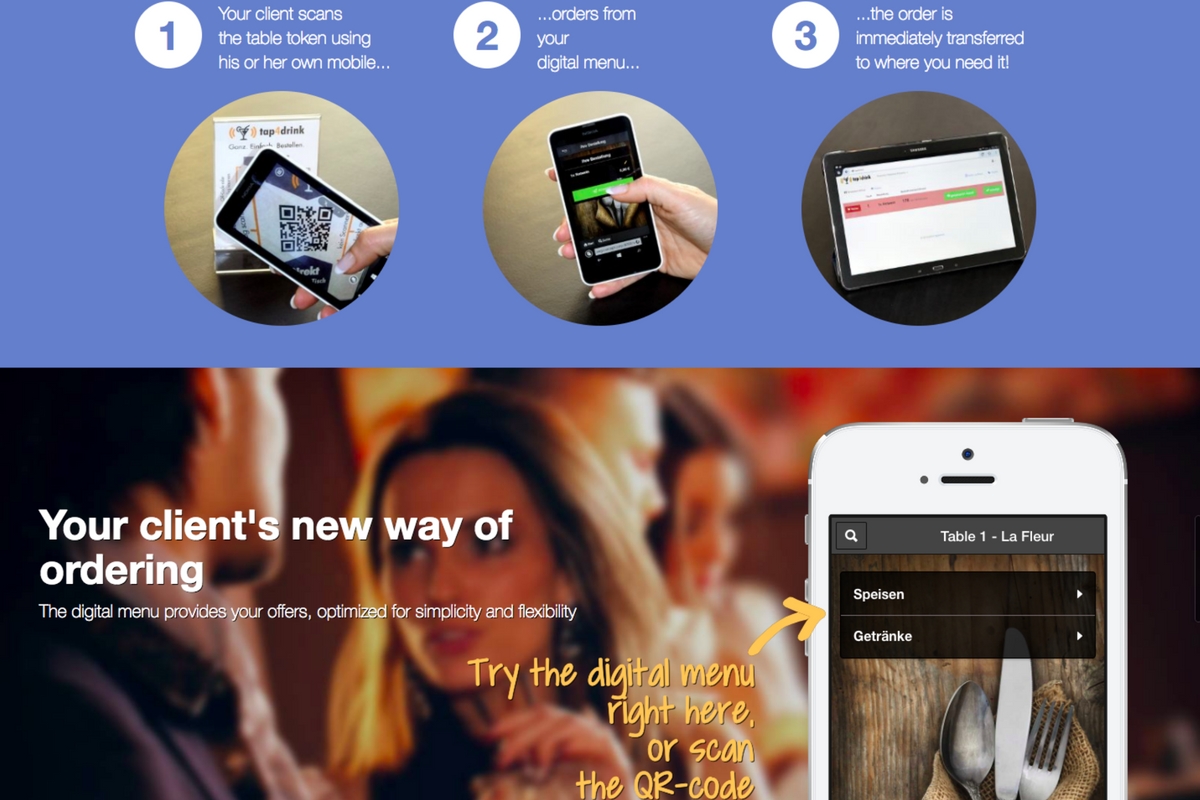 1
Your client scans
the table token using
his or her own mobile...
2
...orders from
your
digital menu...
3
...the order is
immediately transferred
to where you need it!
tap4drink
Ganz. Einfach. Bestellen.
Your client's new way of
ordering
The digital menu provides your offers, optimized for simplicity and flexibility
Try the digital menu
right here,
or scan
the QR-code
Table 1 - La Fleur
Speisen
Getränke